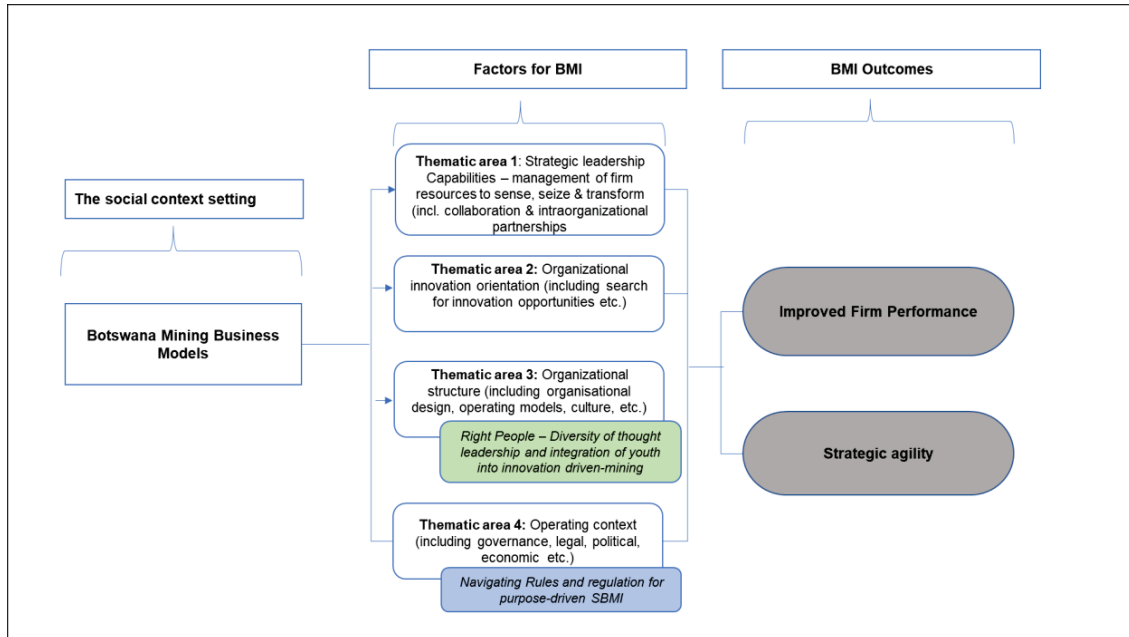 Factors for BMI
BMI Outcomes
The social context setting
Botswana Mining Business
Models
Thematic area 1: Strategic leadership
Capabilities – management of firm
resources to sense, seize & transform
(incl. collaboration & intraorganizational
partnerships
Thematic area 2: Organizational
innovation orientation (including search
for innovation opportunities etc.)
Thematic area 3: Organizational
structure (including organisational
design, operating models, culture, etc.)
Right People – Diversity of thought
leadership and integration of youth
into innovation driven-mining
Thematic area 4: Operating context
(including governance, legal, political,
economic etc.)
Navigating Rules and regulation for
purpose-driven SBMI
Improved Firm Performance
Strategic agility